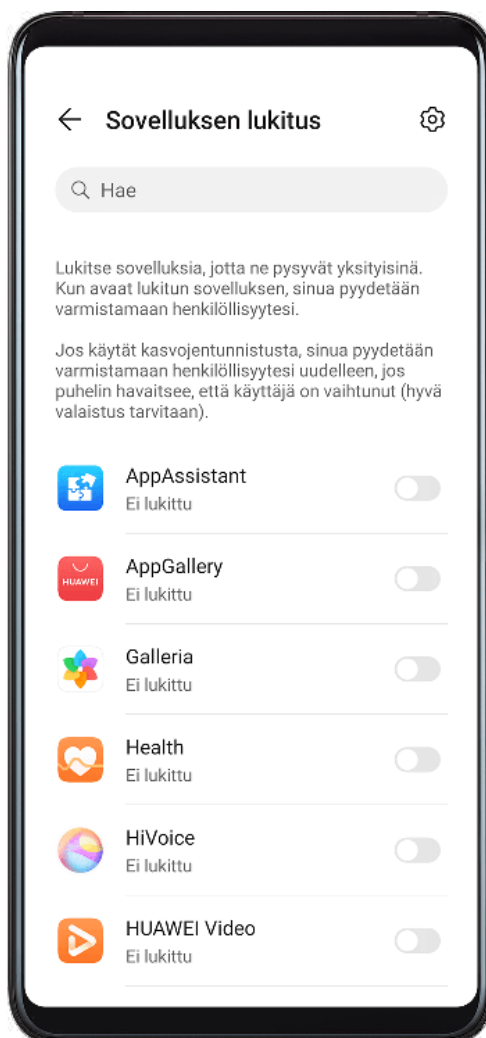 Sovelluksen lukitus
Hae
Lukitse sovelluksia, jotta ne pysyvät yksityisinä.
Kun avaat lukitun sovelluksen, sinua pyydetään
varmistamaan henkilöllisyytesi.
Jos käytät kasvojentunnistusta, sinua pyydetään
varmistamaan henkilöllisyytesi uudelleen, jos
puhelin havaitsee, että käyttäjä on vaihtunut (hyvä
valaistus tarvitaan).
AppAssistant
Ei lukittu
HUAWEI
AppGallery
Ei lukittu
Galleria
Ei lukittu
Health
Ei lukittu
HiVoice
Ei lukittu
HUAWEI Video
Ei lukittu